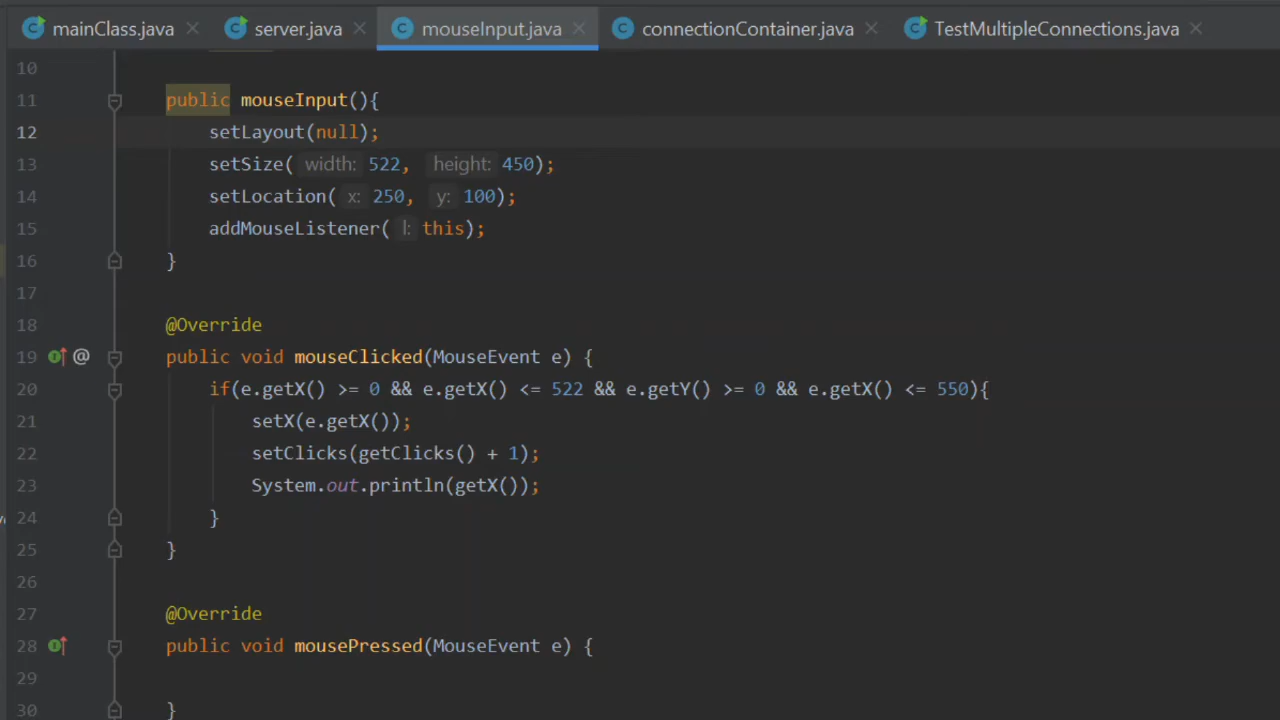 mainClass.java server.java mouseInput.java connectionContainer.java TestMultipleConnections.java
10
11 public mouseInput(){
12 setLayout(null);
13 setSize( width: 522, height: 450);
14 setLocation( x: 250, y: 100);
15 addMouseListener( l: this);
16 }
17
18 @Override
19 @ public void mouseClicked(MouseEvent e) {
20 if(e.getX() >= 0 && e.getX() <= 522 && e.getY() >= 0 && e.getX() <= 550){
21 setX(e.getX());
22 setClicks(getClicks() + 1);
23 System.out.println(getX());
24 }
25 }
26
27 @Override
28 public void mousePressed(MouseEvent e) {
29
30 }